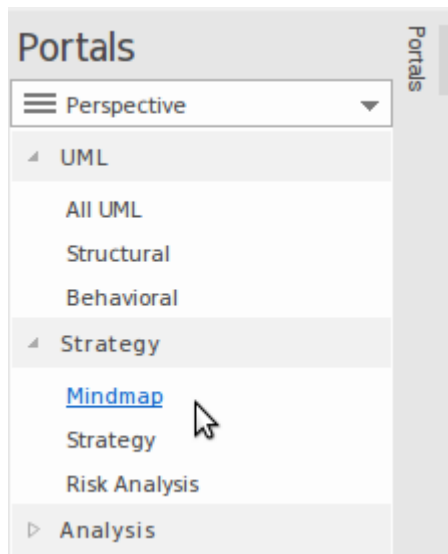 Portals
Portals
Perspective
UML
All UML
Structural
Behavioral
Strategy
Mindmap
Strategy
Risk Analysis
Analysis